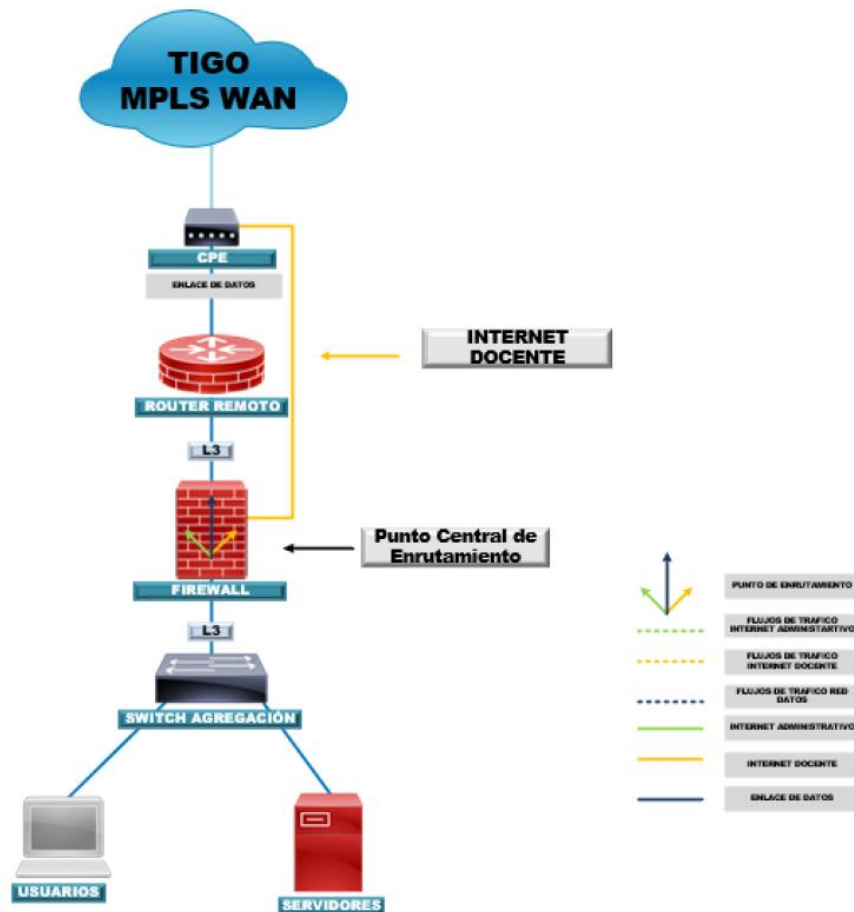 TIGO
MPLS WAN
CPE
ENLACE DE DATOS
INTERNET
DOCENTE
ROUTER REMOTO
L3
Punto Central de
Enrutamiento
FIREWALL
L3
SWITCH AGREGACIÓN
USUARIOS
SERVIDORES
PUNTO DE ENRUTAMIENTO
FLUJOS DE TRAFICO
INTERNET ADMINISTARTIVO
FLUJOS DE TRAFICO
INTERNET DOCENTE
FLUJOS DE TRAFICO RED
DATOS
INTERNET ADMINISTRATIVO
INTERNET DOCENTE
ENLACE DE DATOS